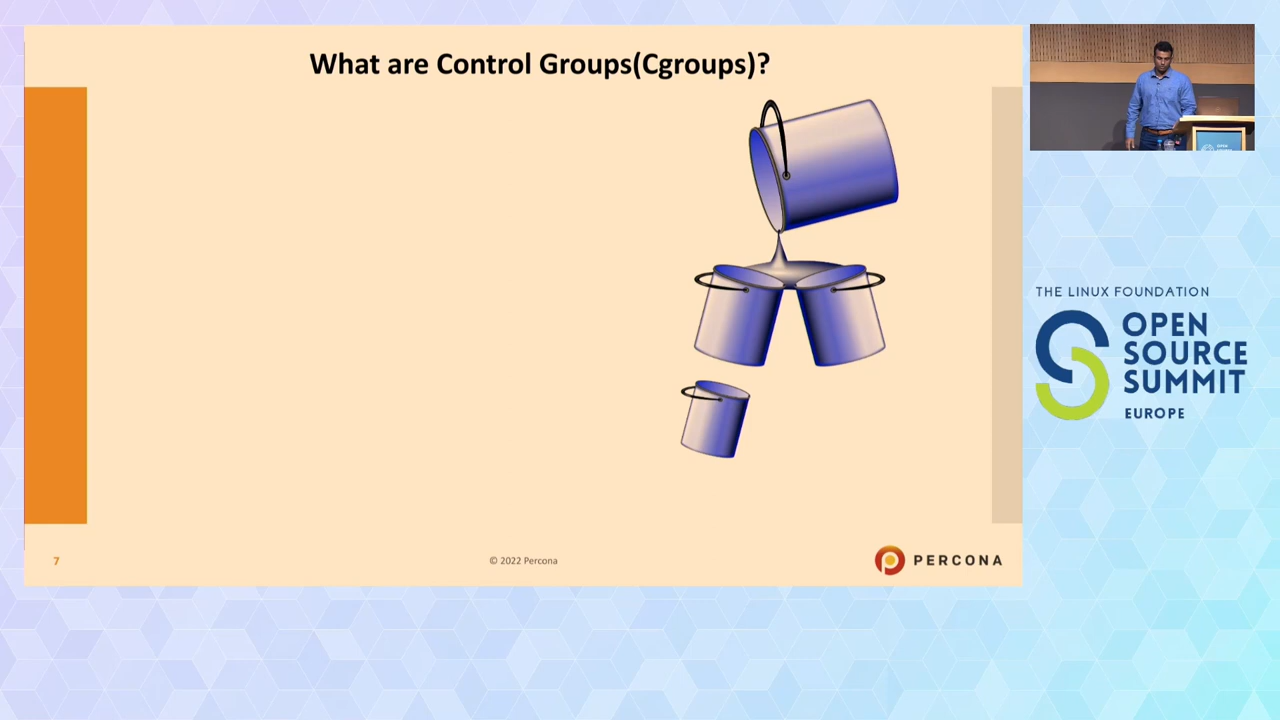 What are Control Groups(Cgroups)?
7
© 2022 Percona
PERCONA
THE LINUX FOUNDATION
OPEN
SOURCE
SUMMIT
EUROPE